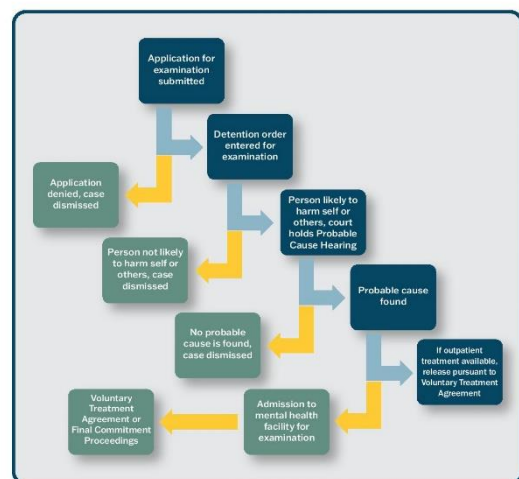 Application for
examination
submitted
Detention order
entered for
examination
Application
denied, case
dismissed
Person likely to
harm self or
others, court
holds Probable
Cause Hearing
Person not likely
to harm self or
others, case
dismissed
Probable cause
found
No probable
cause is found,
case dismissed
If outpatient
treatment available,
release pursuant to
Voluntary Treatment
Agreement
Voluntary
Treatment
Agreement or
Final Commitment
Proceedings
Admission to
mental health
facility for
examination